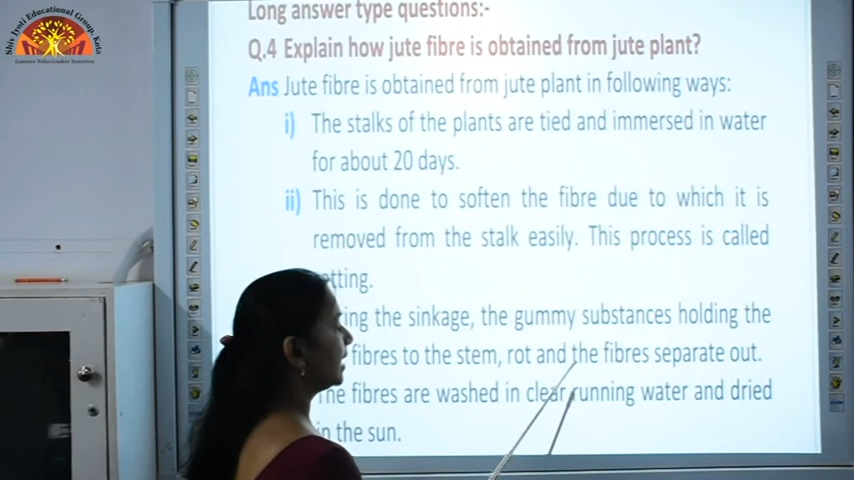 Shiv Jyoti Educational Group, Kota
Learners Today Leaders Tomorrow
Long answer type questions:-
Q.4 Explain how jute fibre is obtained from jute plant?
Ans Jute fibre is obtained from jute plant in following ways:
i) The stalks of the plants are tied and immersed in water
for about 20 days.
ii) This is done to soften the fibre due to which it is
removed from the stalk easily. This process is called
etting.
ing the sinkage, the gummy substances holding the
fibres to the stem, rot and the fibres separate out.
The fibres are washed in clear running water and dried
in the sun.